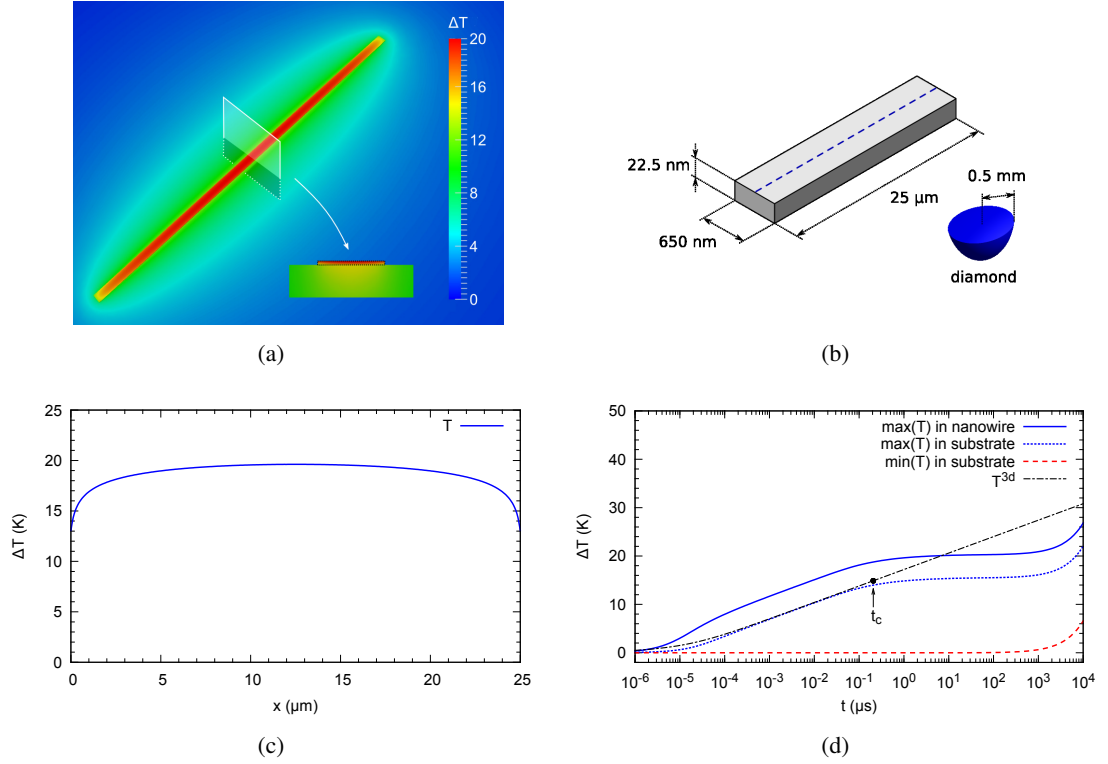 ΔT
20
16
12
8
4
0
(a)
22.5 nm
650 nm
25 µm
0.5 mm
diamond
(b)
25
20
15
10
5
0
ΔT (K)
T
0 5 10 15 20 25
x (µm)
(c)
50
40
30
20
10
0
ΔT (K)
max(T) in nanowire
max(T) in substrate
min(T) in substrate
T³ᵈ
t_c
10⁻⁶ 10⁻⁵ 10⁻⁴ 10⁻³ 10⁻² 10⁻¹ 10⁰ 10¹ 10² 10³ 10⁴
t (µs)
(d)